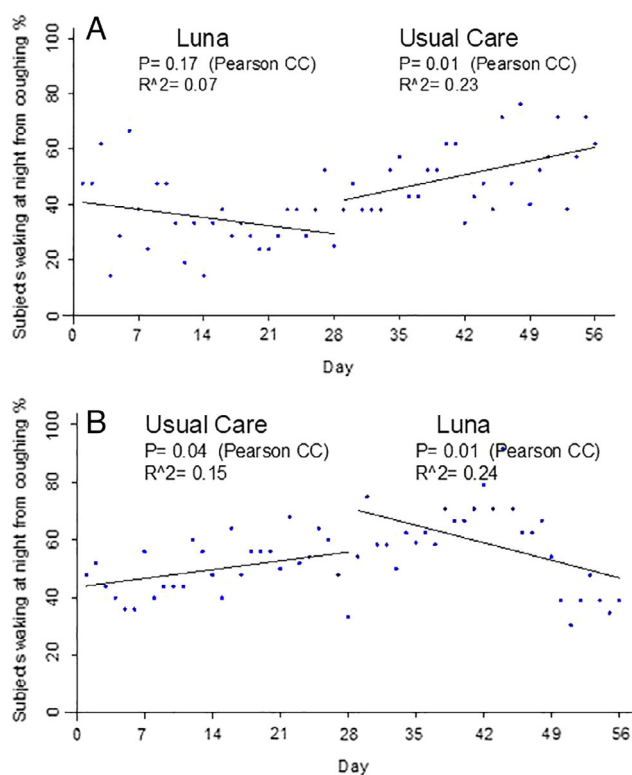 A
Luna
Usual Care
P= 0.17 (Pearson CC)
P= 0.01 (Pearson CC)
R^2= 0.07
R^2= 0.23
Subjects waking at night from coughing %
100
80
60
40
20
0
0 7 14 21 28 35 42 49 56
Day
B
Usual Care
Luna
P= 0.04 (Pearson CC)
P= 0.01 (Pearson CC)
R^2= 0.15
R^2= 0.24
Subjects waking at night from coughing %
100
80
60
40
20
0
0 7 14 21 28 35 42 49 56
Day